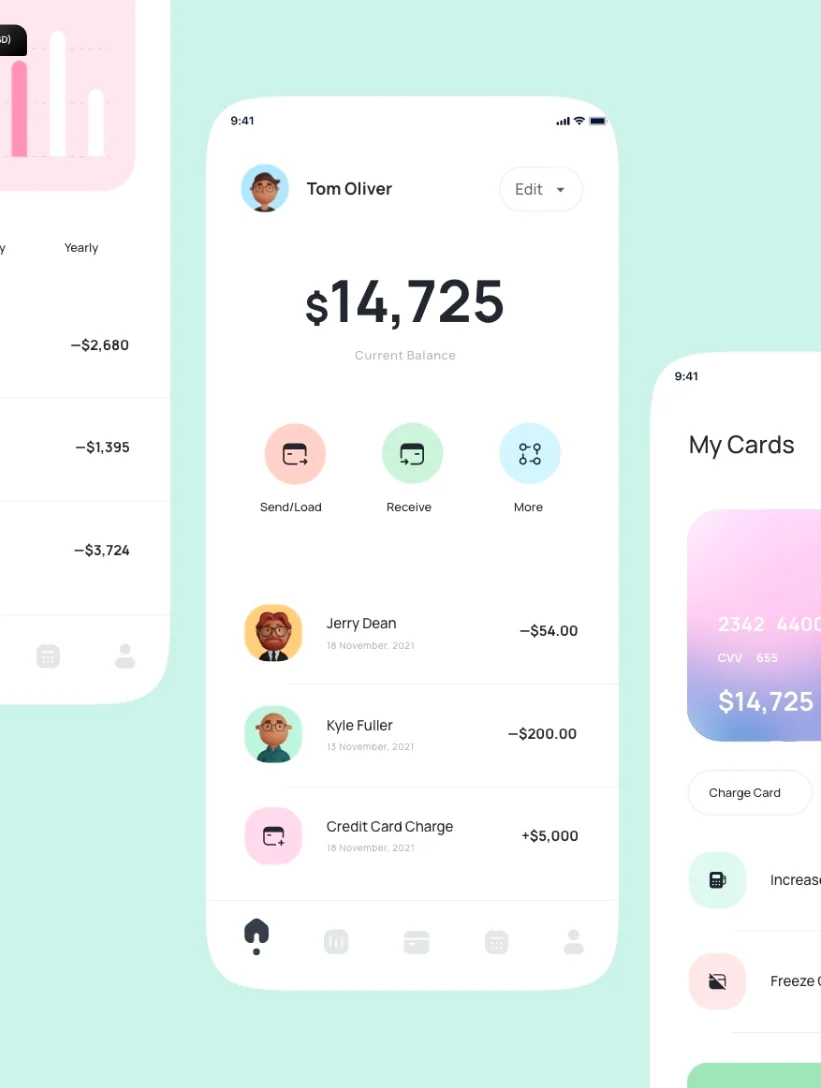 9:41
Tom Oliver
Edit
$14,725
Current Balance
Send/Load
Receive
More
Jerry Dean
18 November, 2021
—$54.00
Kyle Fuller
13 November, 2021
—$200.00
Credit Card Charge
18 November, 2021
+$5,000
Yearly
—$2,680
—$1,395
—$3,724
9:41
My Cards
2342 4400
CVV 655
$14,725
Charge Card
Increase
Freeze